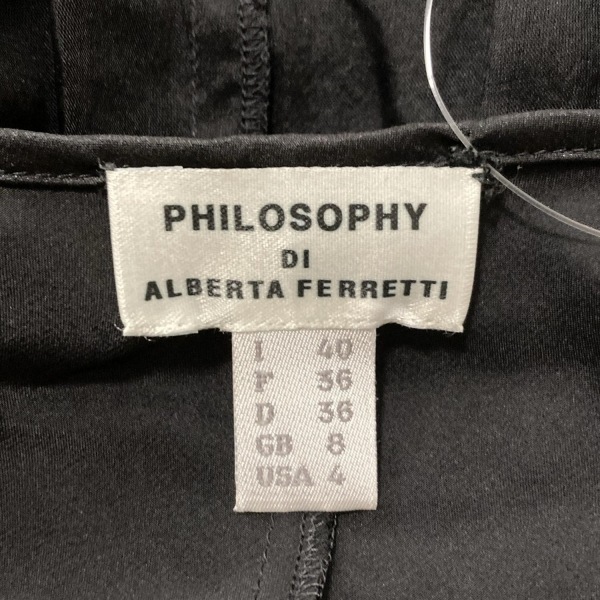 PHILOSOPHY
DI
ALBERTA FERRETTI
I 40
F 36
D 36
GB 8
USA 4